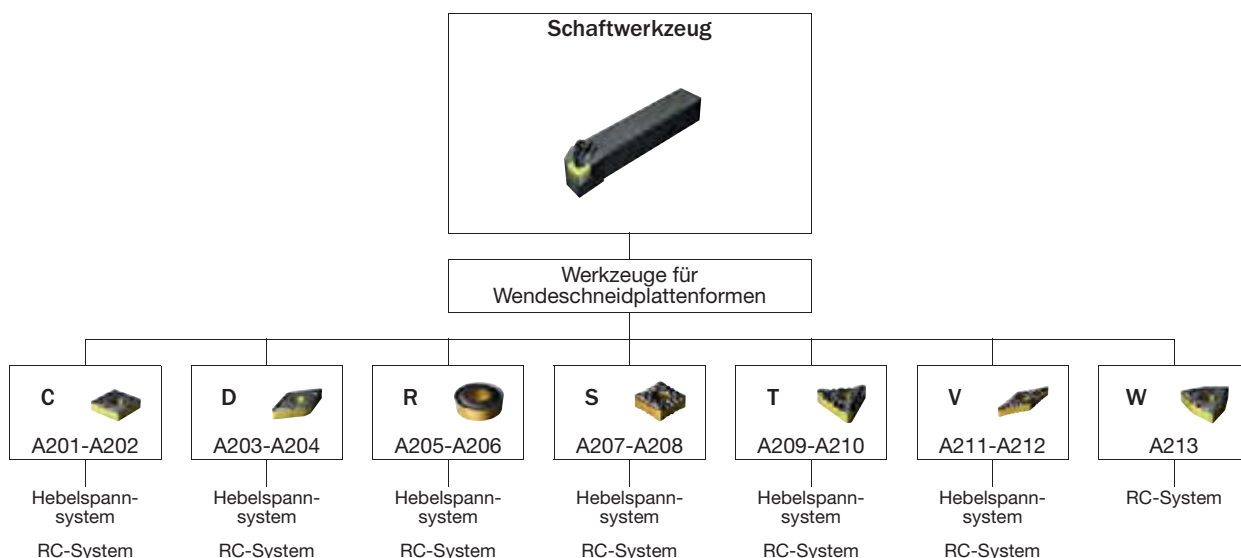 Schaftwerkzeug
Werkzeuge für
Wendeschneidplattenformen
C
A201-A202
Hebelspann-
system
RC-System
D
A203-A204
Hebelspann-
system
RC-System
R
A205-A206
Hebelspann-
system
RC-System
S
A207-A208
Hebelspann-
system
RC-System
T
A209-A210
Hebelspann-
system
RC-System
V
A211-A212
Hebelspann-
system
RC-System
W
A213
RC-System